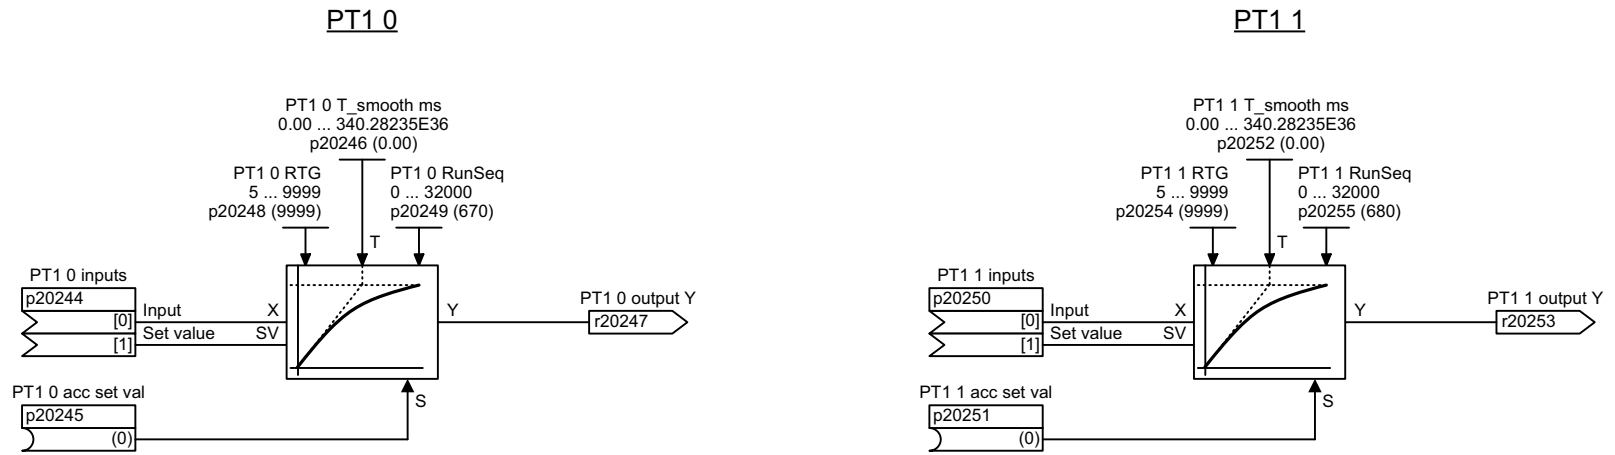 PT1 0
PT1 0 T_smooth ms
0.00 ... 340.28235E36
p20246 (0.00)
PT1 0 RTG
5 ... 9999
p20248 (9999)
PT1 0 RunSeq
0 ... 32000
p20249 (670)
T
PT1 0 inputs
p20244
[0]
[1]
Input
X
Set value
SV
Y
PT1 0 output Y
r20247
PT1 0 acc set val
p20245
(0)
S
PT1 1
PT1 1 T_smooth ms
0.00 ... 340.28235E36
p20252 (0.00)
PT1 1 RTG
5 ... 9999
p20254 (9999)
PT1 1 RunSeq
0 ... 32000
p20255 (680)
T
PT1 1 inputs
p20250
[0]
[1]
Input
X
Set value
SV
Y
PT1 1 output Y
r20253
PT1 1 acc set val
p20251
(0)
S